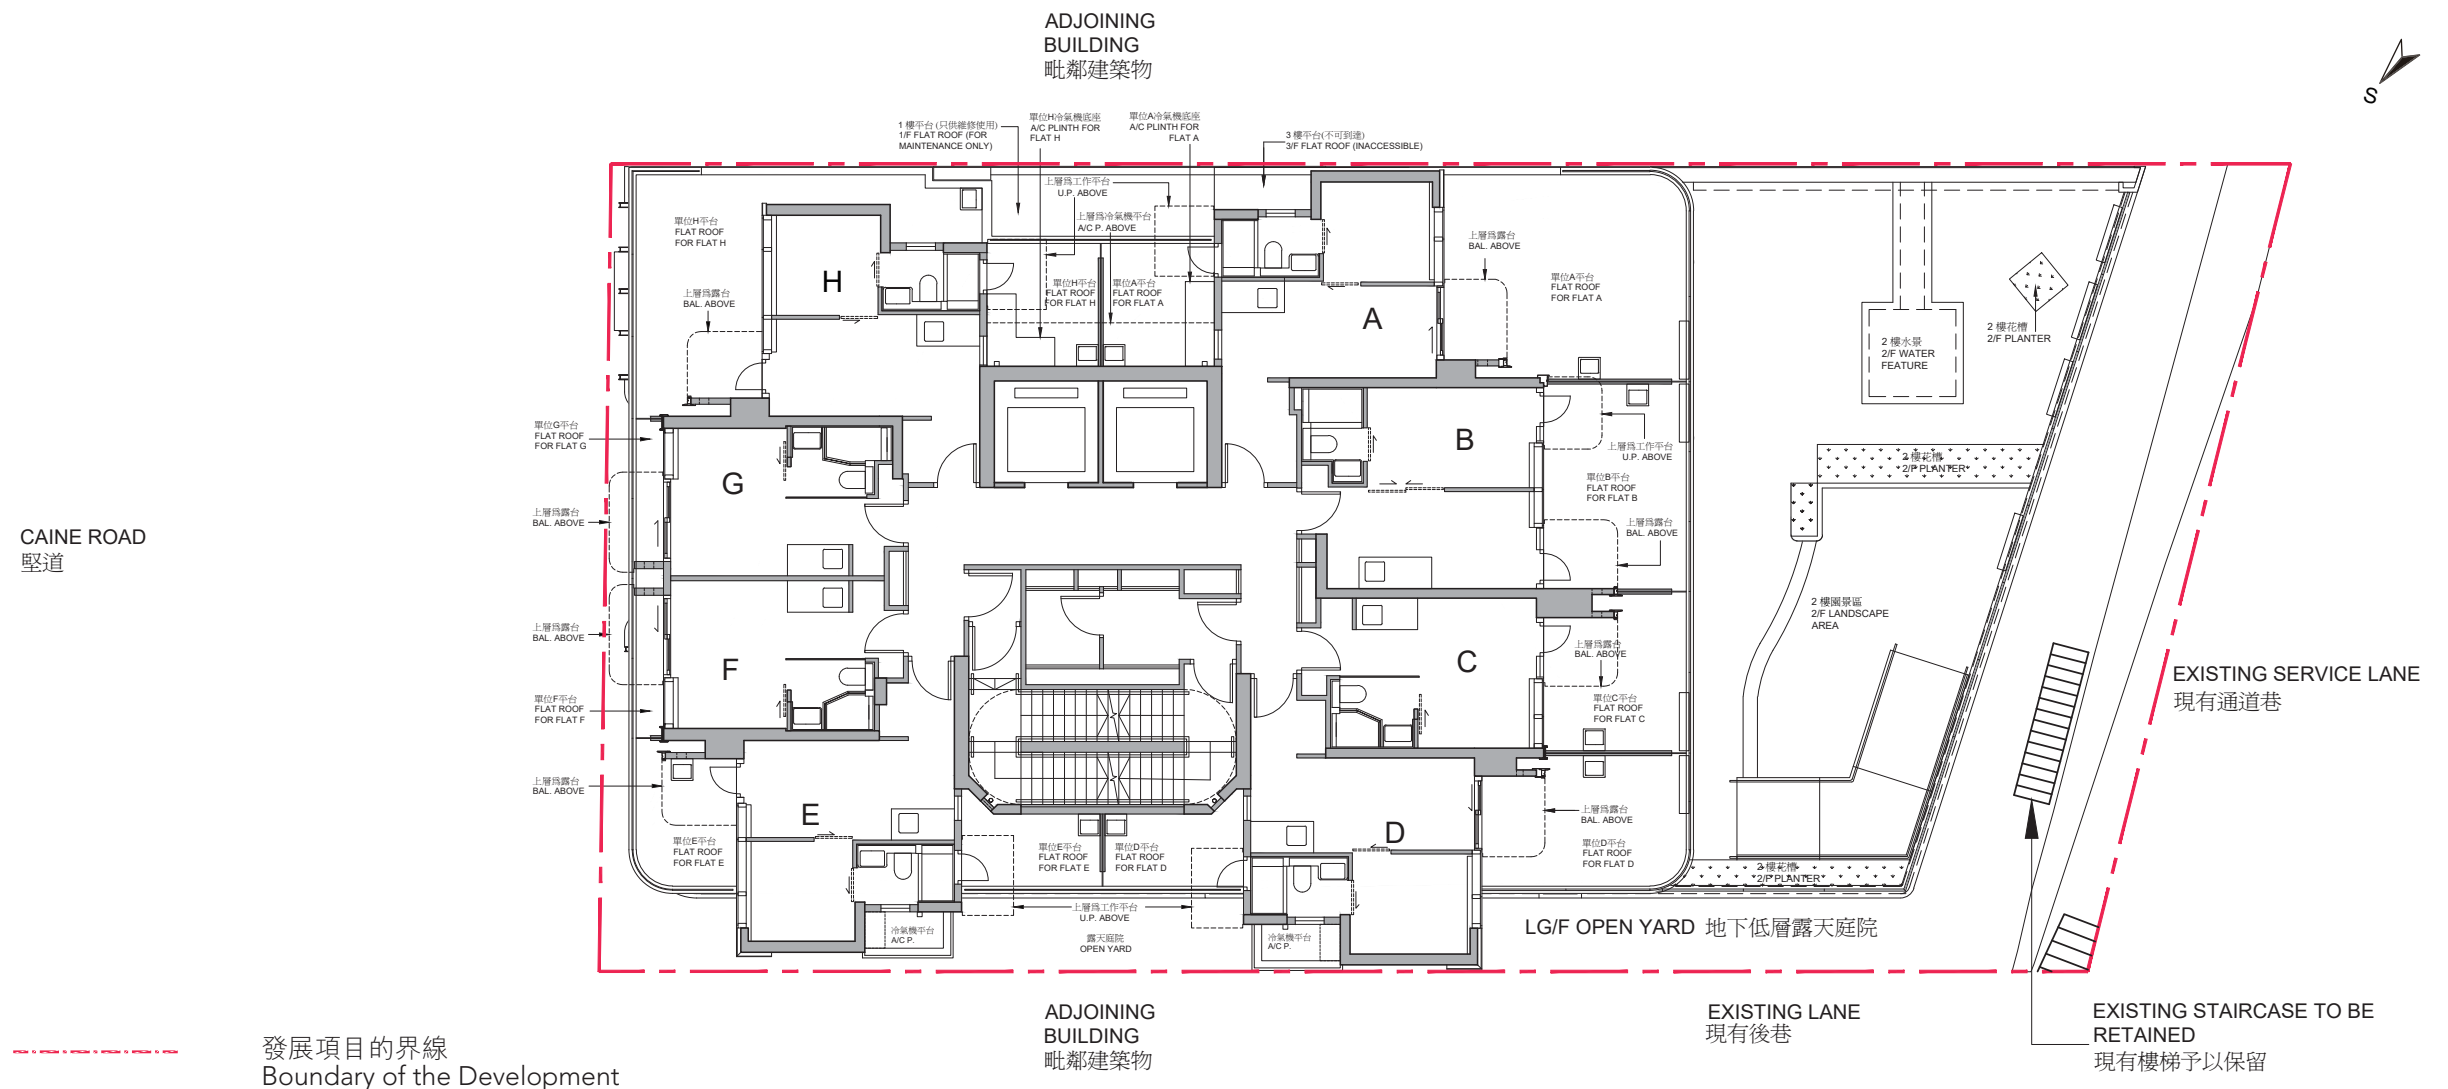 ADJOINING
BUILDING
毗鄰建築物
S
1 樓平台 (只供維修使用)
1/F FLAT ROOF (FOR
MAINTENANCE ONLY)
單位H冷氣機底座
A/C PLINTH FOR
FLAT H
單位A冷氣機底座
A/C PLINTH FOR
FLAT A
3 樓平台(不可到達)
3/F FLAT ROOF (INACCESSIBLE)
上層爲工作平台
U.P. ABOVE
上層爲冷氣機平台
A/C P. ABOVE
單位H平台
FLAT ROOF
FOR FLAT H
上層爲露台
BAL. ABOVE
H
單位H平台
FLAT ROOF
FOR FLAT H
單位A平台
FLAT ROOF
FOR FLAT A
A
上層爲露台
BAL. ABOVE
單位A平台
FLAT ROOF
FOR FLAT A
2 樓水景
2/F WATER
FEATURE
2 樓花槽
2/F PLANTER
單位G平台
FLAT ROOF
FOR FLAT G
G
B
上層爲工作平台
U.P. ABOVE
單位B平台
FLAT ROOF
FOR FLAT B
上層爲露台
BAL. ABOVE
2 樓花槽
2/F PLANTER
上層爲露台
BAL. ABOVE
CAINE ROAD
堅道
上層爲露台
BAL. ABOVE
F
C
上層爲露台
BAL. ABOVE
2 樓園景區
2/F LANDSCAPE
AREA
單位F平台
FLAT ROOF
FOR FLAT F
單位C平台
FLAT ROOF
FOR FLAT C
EXISTING SERVICE LANE
現有通道巷
上層爲露台
BAL. ABOVE
E
單位E平台
FLAT ROOF
FOR FLAT E
單位E平台
FLAT ROOF
FOR FLAT E
單位D平台
FLAT ROOF
FOR FLAT D
D
上層爲露台
BAL. ABOVE
單位D平台
FLAT ROOF
FOR FLAT D
2 樓花槽
2/F PLANTER
上層爲工作平台
U.P. ABOVE
冷氣機平台
A/C P.
露天庭院
OPEN YARD
冷氣機平台
A/C P.
LG/F OPEN YARD 地下低層露天庭院
ADJOINING
BUILDING
毗鄰建築物
EXISTING LANE
現有後巷
EXISTING STAIRCASE TO BE
RETAINED
現有樓梯予以保留
發展項目的界線
Boundary of the Development